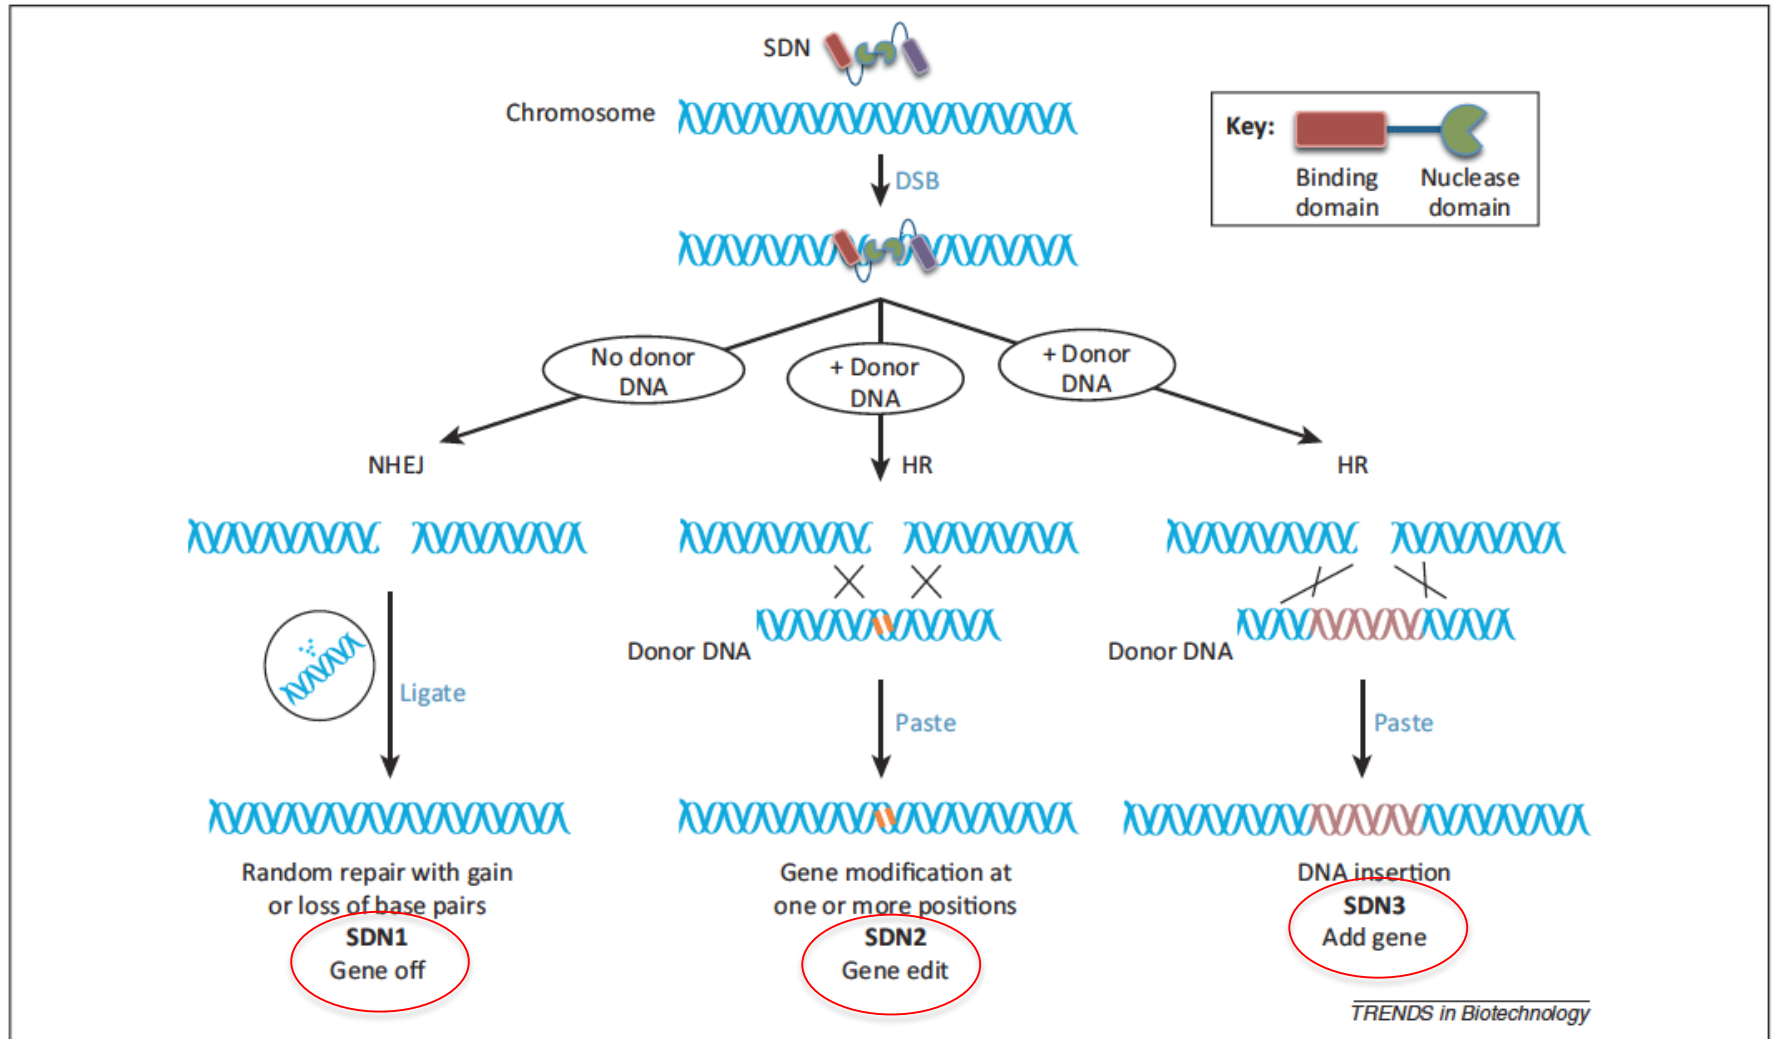 SDN
Chromosome
Key:
Binding
domain
Nuclease
domain
DSB
No donor
DNA
+ Donor
DNA
+ Donor
DNA
NHEJ
HR
HR
Donor DNA
Donor DNA
Ligate
Paste
Paste
Random repair with gain
or loss of base pairs
SDN1
Gene off
Gene modification at
one or more positions
SDN2
Gene edit
DNA insertion
SDN3
Add gene
TRENDS in Biotechnology